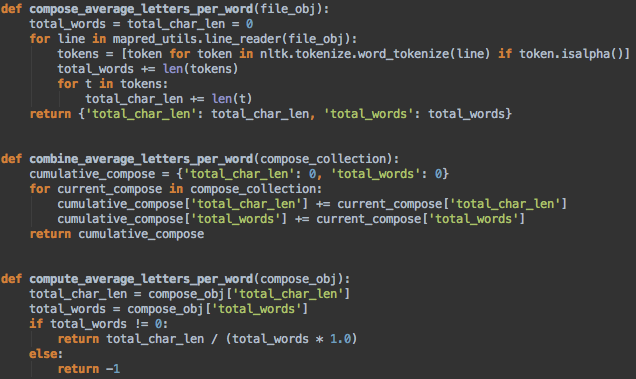 def compose_average_letters_per_word(file_obj):
    total_words = total_char_len = 0
    for line in mapred_utils.line_reader(file_obj):
        tokens = [token for token in nltk.tokenize.word_tokenize(line) if token.isalpha()]
        total_words += len(tokens)
        for t in tokens:
            total_char_len += len(t)
    return {'total_char_len': total_char_len, 'total_words': total_words}
def combine_average_letters_per_word(compose_collection):
    cumulative_compose = {'total_char_len': 0, 'total_words': 0}
    for current_compose in compose_collection:
        cumulative_compose['total_char_len'] += current_compose['total_char_len']
        cumulative_compose['total_words'] += current_compose['total_words']
    return cumulative_compose
def compute_average_letters_per_word(compose_obj):
    total_char_len = compose_obj['total_char_len']
    total_words = compose_obj['total_words']
    if total_words != 0:
        return total_char_len / (total_words * 1.0)
    else:
        return -1